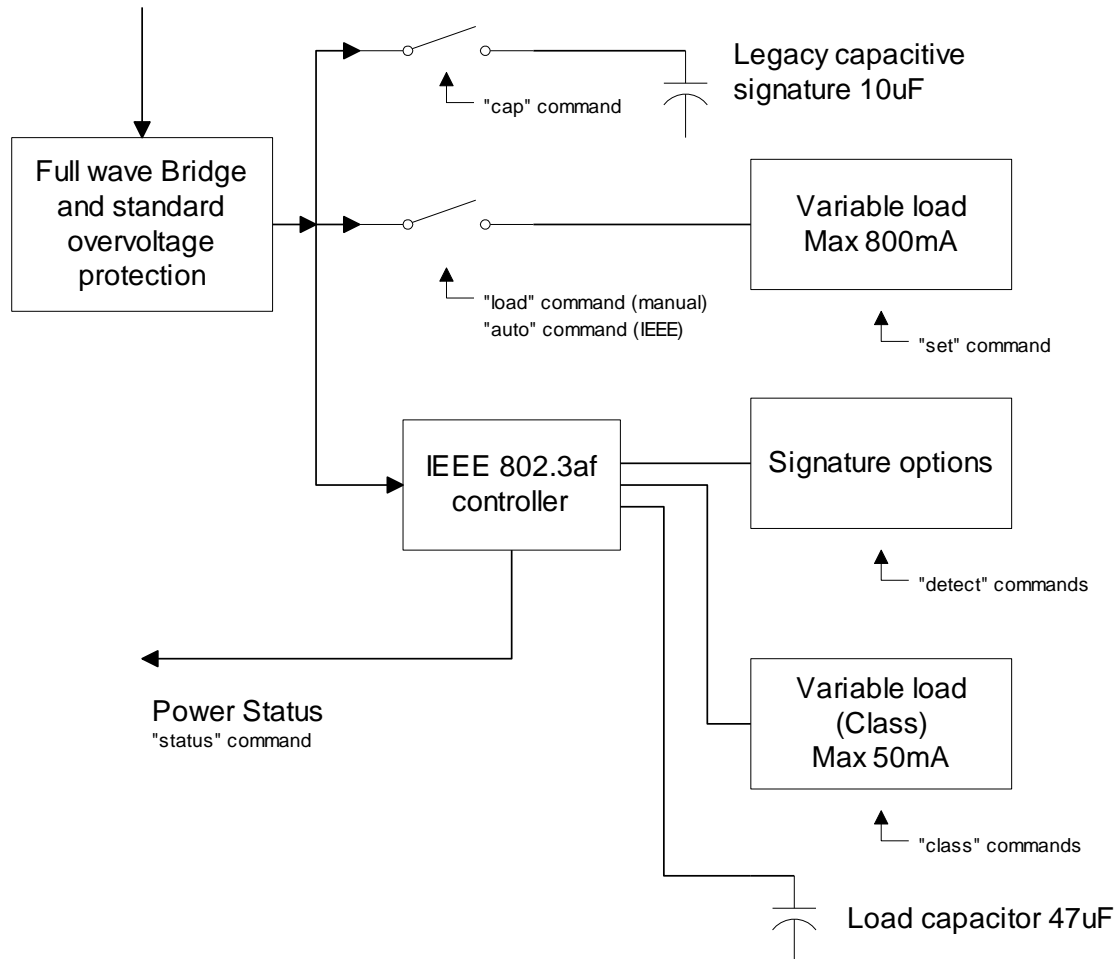 Legacy capacitive
signature 10uF
"cap" command
Full wave Bridge
and standard
overvoltage
protection
Variable load
Max 800mA
"load" command (manual)
"auto" command (IEEE)
"set" command
IEEE 802.3af
controller
Signature options
"detect" commands
Power Status
"status" command
Variable load
(Class)
Max 50mA
"class" commands
Load capacitor 47uF